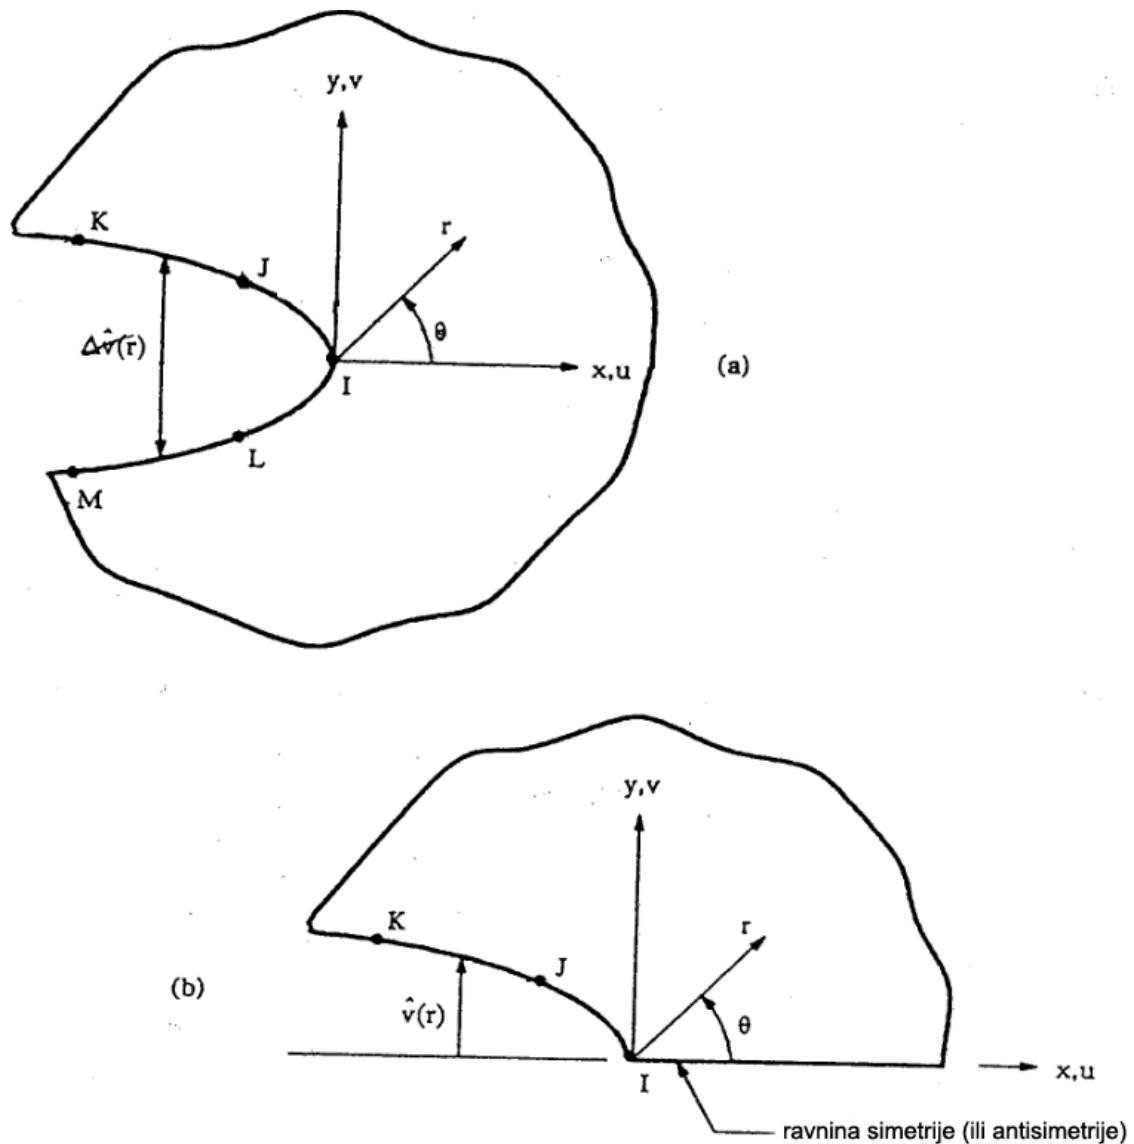 y,v
K
r
J
θ
Δv̂(r)
x,u
(a)
I
L
M
y,v
K
r
J
(b)
v̂(r)
θ
I
x,u
ravnina simetrije (ili antisimetrije)